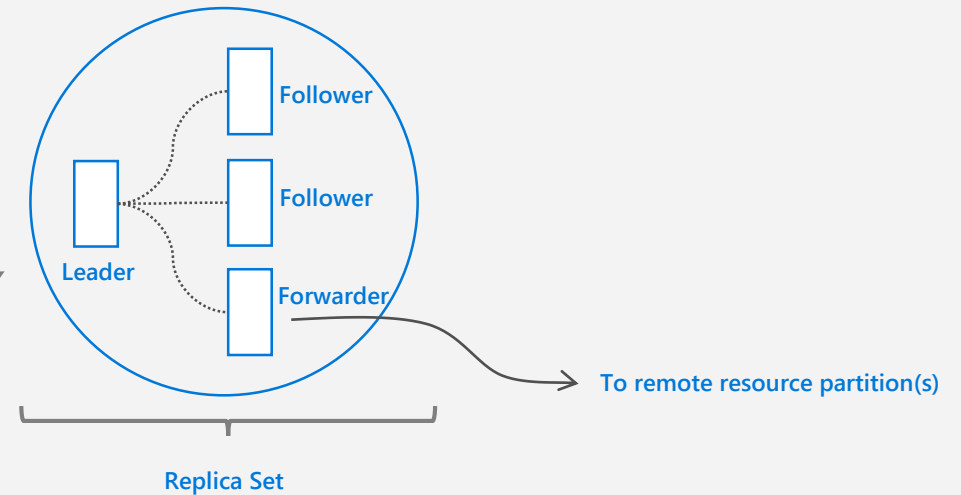 Follower
Follower
Leader
Forwarder
To remote resource partition(s)
Replica Set